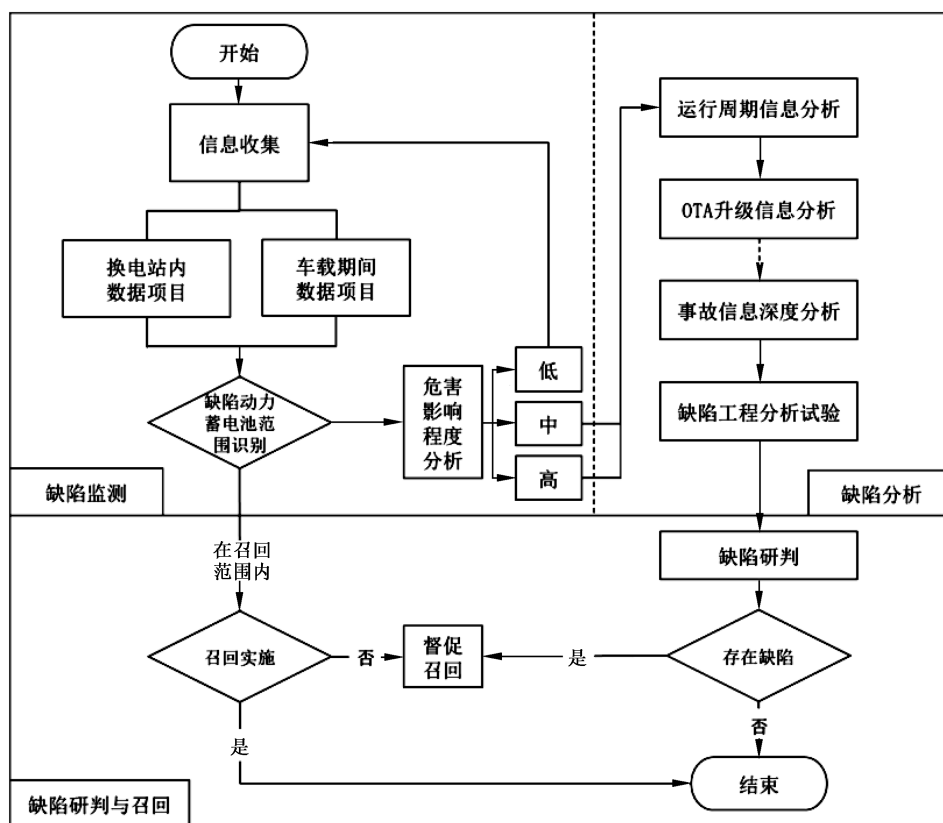 开始
信息收集
换电站内
数据项目
车载期间
数据项目
缺陷动力
蓄电池范
围识别
危害
影响
程度
分析
低
中
高
缺陷监测
运行周期信息分析
OTA升级信息分析
事故信息深度分析
缺陷工程分析试验
缺陷分析
在召回
范围内
召回实施
否
督促
召回
是
缺陷研判
存在缺陷
是
否
结束
缺陷研判与召回